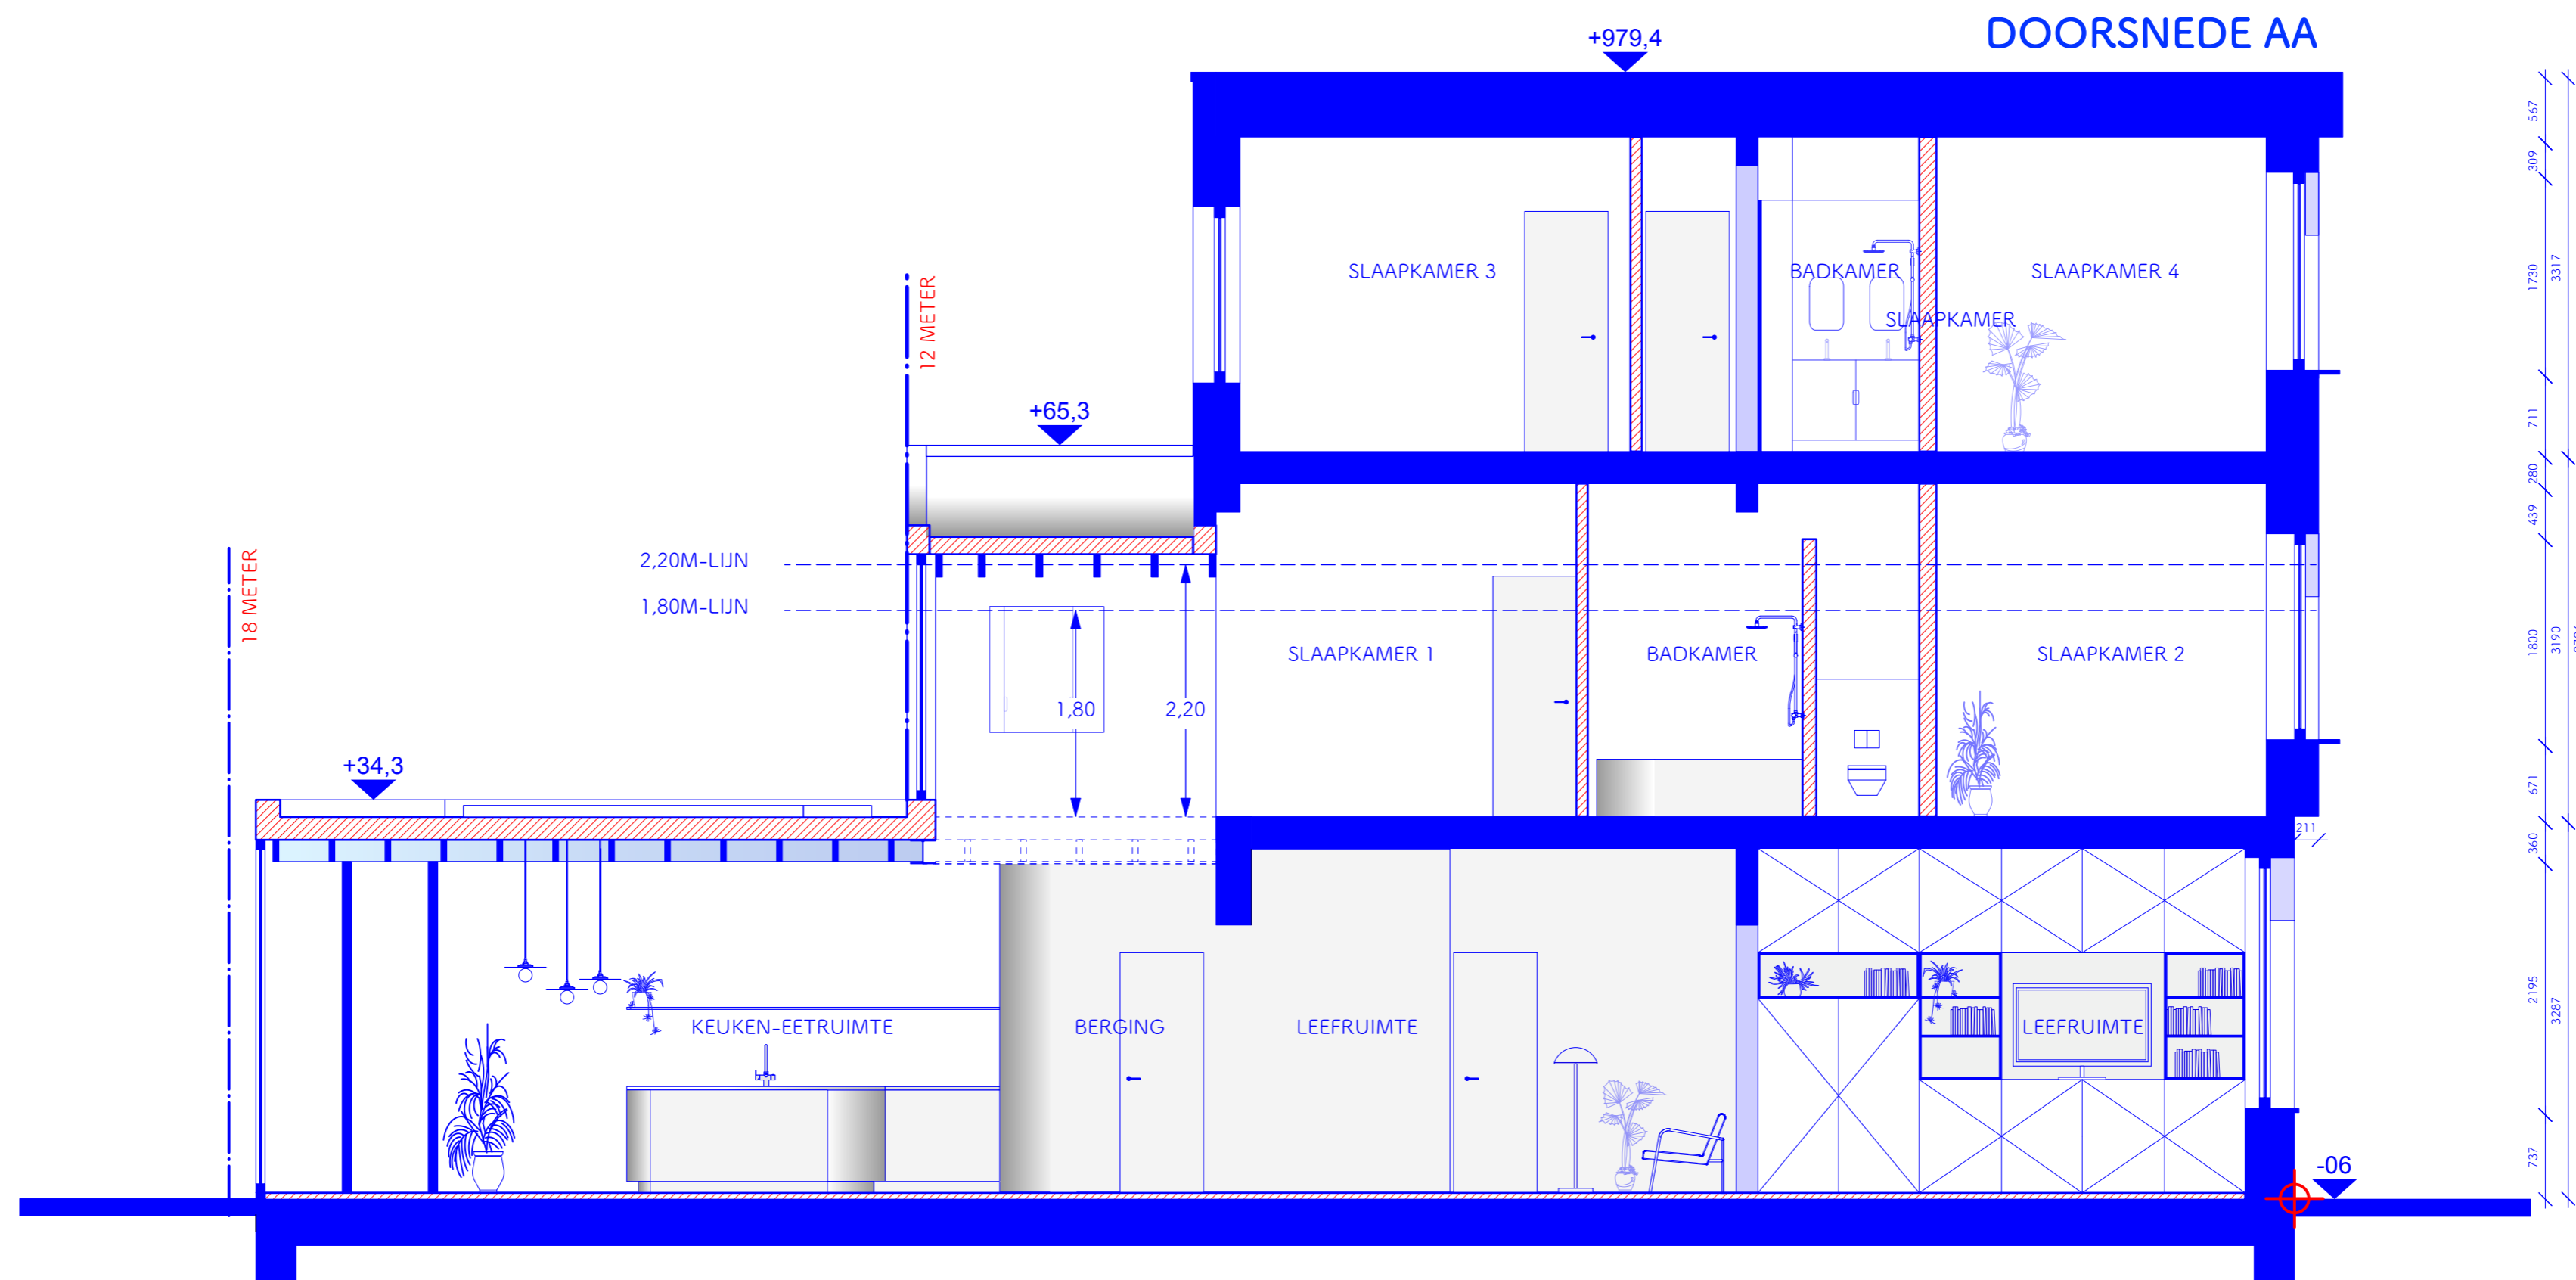 DOORSNEDE AA
+979,4
567
309
SLAAPKAMER 3
BADKAMER
SLAAPKAMER 4
1730
3317
SLAAPKAMER
12 METER
+65,3
711
280
439
2,20M-LIJN
18 METER
1,80M-LIJN
SLAAPKAMER 1
BADKAMER
SLAAPKAMER 2
1800
3190
1,80
2,20
+34,3
671
211
360
2195
3287
KEUKEN-EETRUIMTE
BERGING
LEEFRUIMTE
LEEFRUIMTE
737
-06